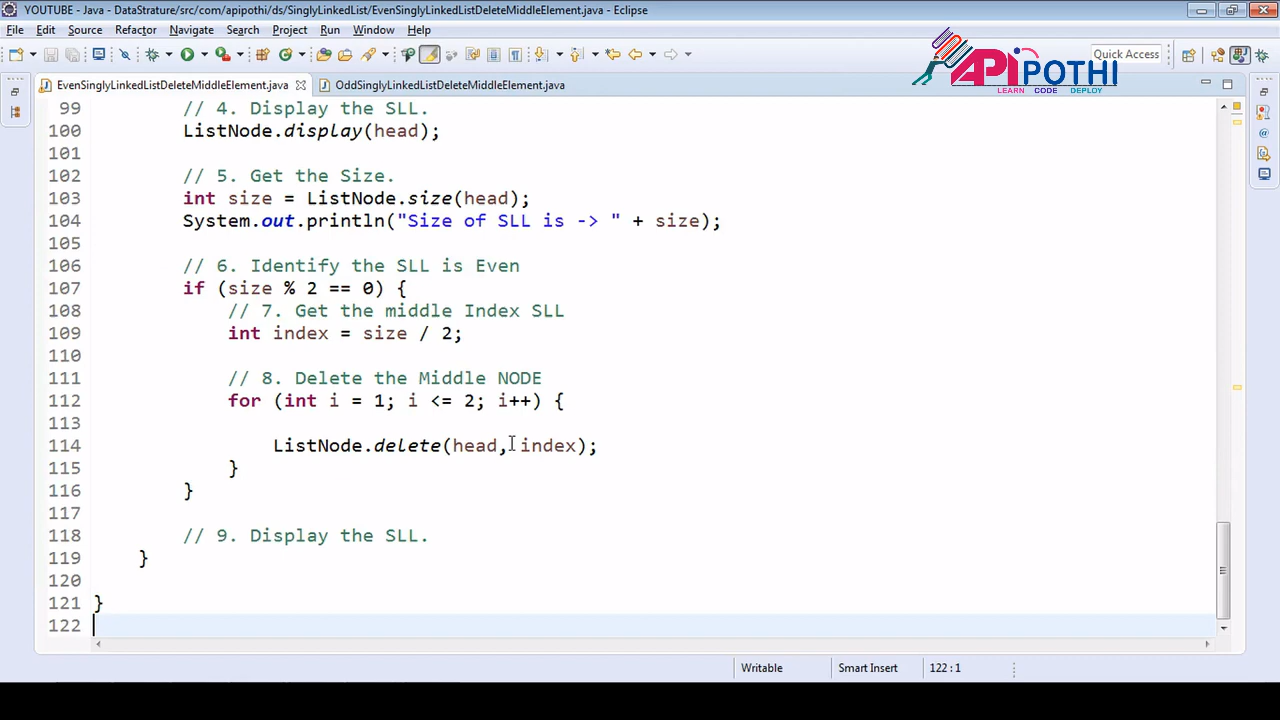 YOUTUBE - Java - DataStrature/src/com/apipothi/ds/SinglyLinkedList/EvenSinglyLinkedListDeleteMiddleElement.java - Eclipse
File Edit Source Refactor Navigate Search Project Run Window Help
Quick Access
APIPOTHI
LEARN CODE DEPLOY
EvenSinglyLinkedListDeleteMiddleElement.java OddSinglyLinkedListDeleteMiddleElement.java
99 // 4. Display the SLL.
100 ListNode.display(head);
101
102 // 5. Get the Size.
103 int size = ListNode.size(head);
104 System.out.println("Size of SLL is -> " + size);
105
106 // 6. Identify the SLL is Even
107 if (size % 2 == 0) {
108 // 7. Get the middle Index SLL
109 int index = size / 2;
110
111 // 8. Delete the Middle NODE
112 for (int i = 1; i <= 2; i++) {
113
114 ListNode.delete(head, index);
115 }
116 }
117
118 // 9. Display the SLL.
119 }
120
121 }
122
Writable Smart Insert 122 : 1